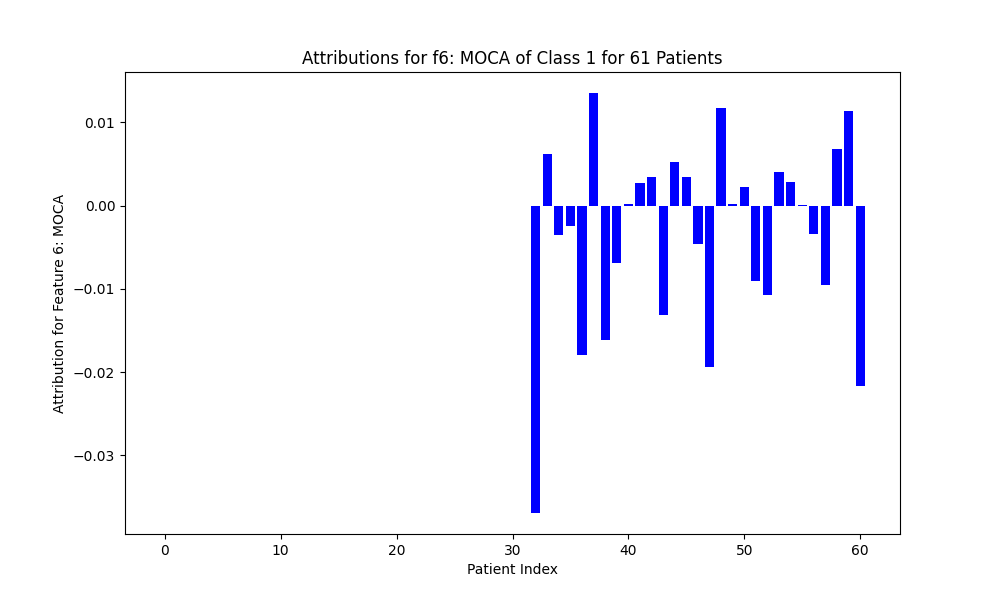 Attributions for f6: MOCA of Class 1 for 61 Patients
Attribution for Feature 6: MOCA
0.01
0.00
−0.01
−0.02
−0.03
0 10 20 30 40 50 60
Patient Index